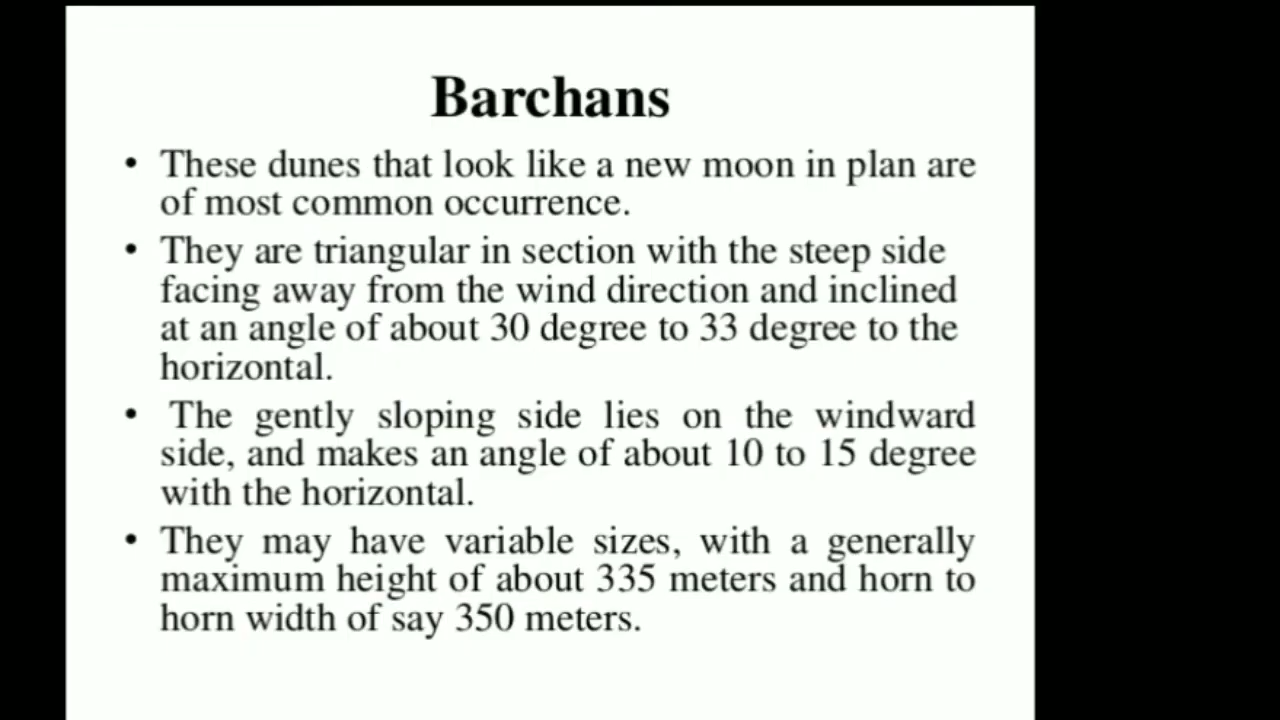 Barchans
• These dunes that look like a new moon in plan are
of most common occurrence.
• They are triangular in section with the steep side
facing away from the wind direction and inclined
at an angle of about 30 degree to 33 degree to the
horizontal.
• The gently sloping side lies on the windward
side, and makes an angle of about 10 to 15 degree
with the horizontal.
• They may have variable sizes, with a generally
maximum height of about 335 meters and horn to
horn width of say 350 meters.